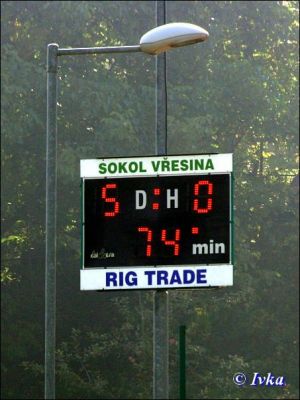 SOKOL VŘESINA
5 D:H 0
74' min
RIG TRADE
© Ivka